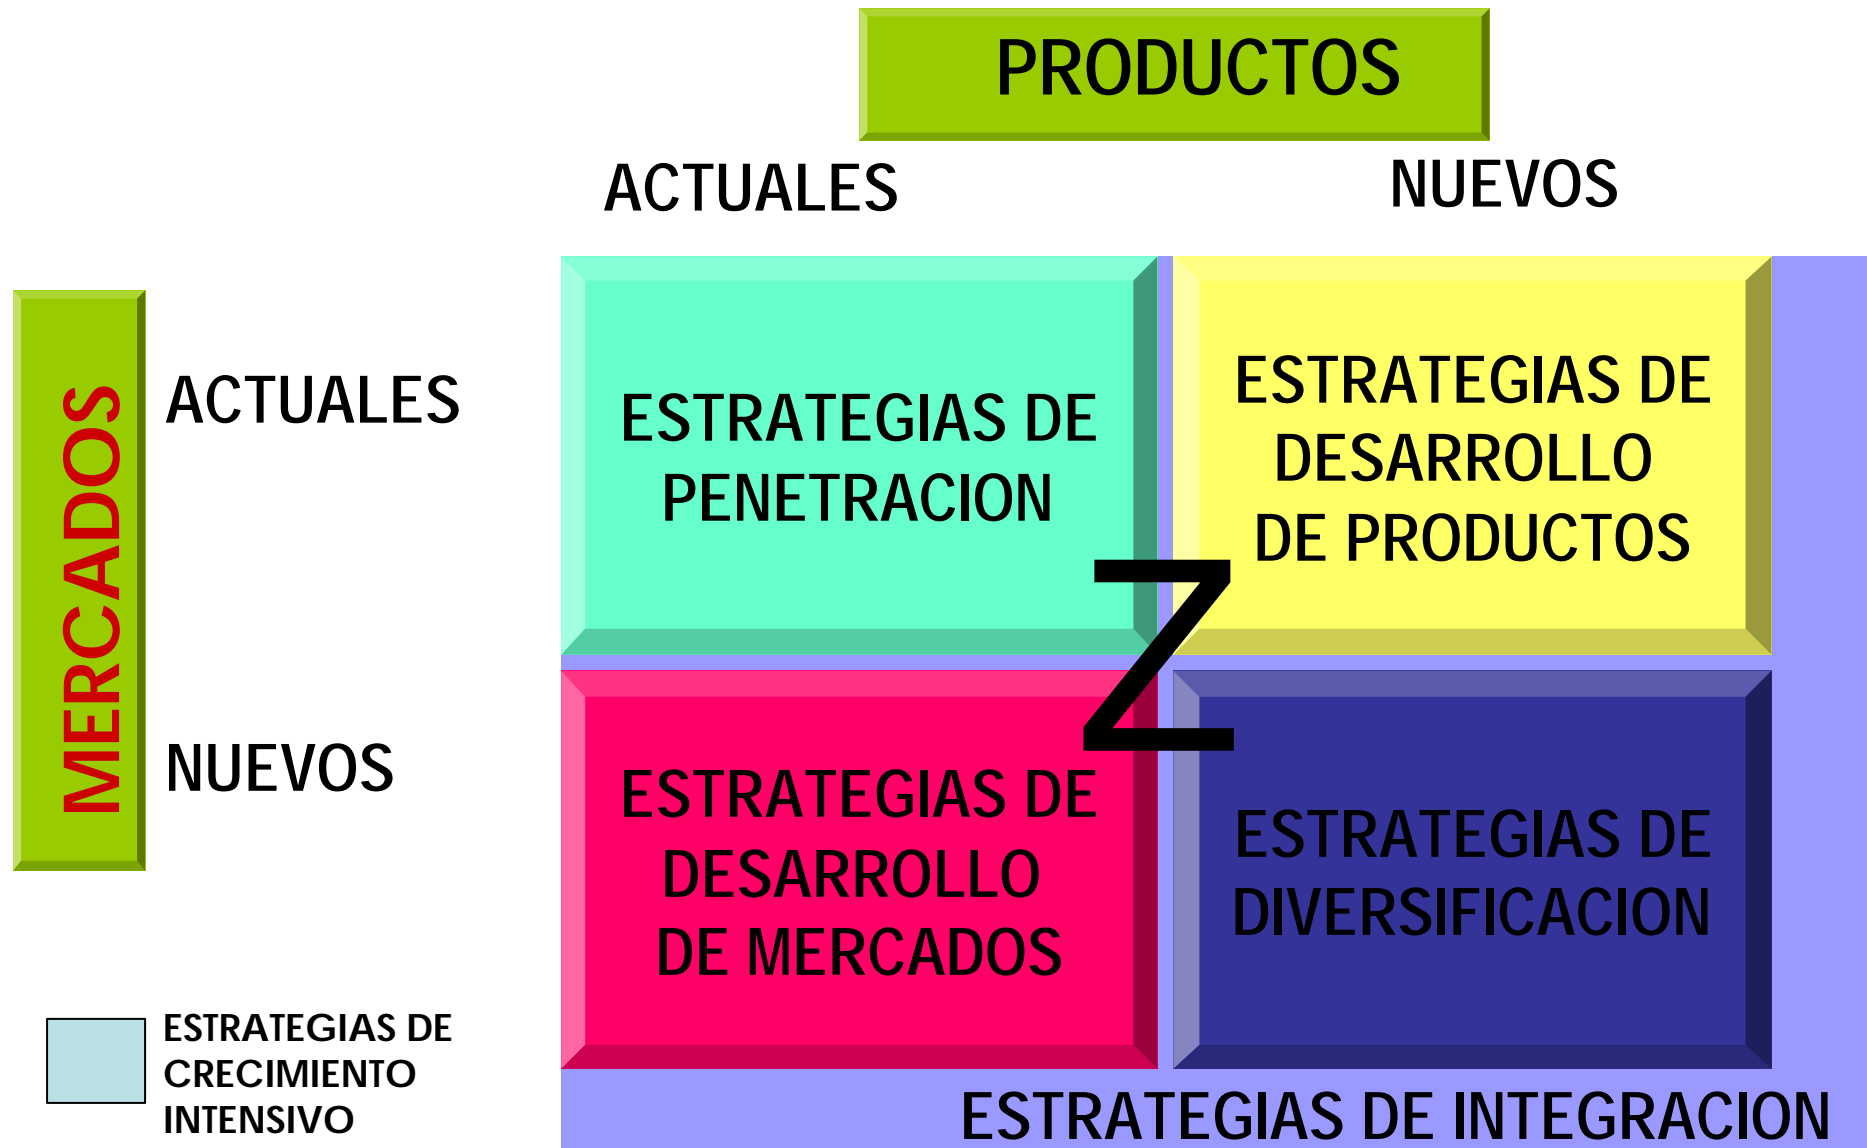 PRODUCTOS
ACTUALES
NUEVOS
MERCADOS
ACTUALES
ESTRATEGIAS DE
PENETRACION
ESTRATEGIAS DE
DESARROLLO
DE PRODUCTOS
Z
NUEVOS
ESTRATEGIAS DE
DESARROLLO
DE MERCADOS
ESTRATEGIAS DE
DIVERSIFICACION
ESTRATEGIAS DE
CRECIMIENTO
INTENSIVO
ESTRATEGIAS DE INTEGRACION